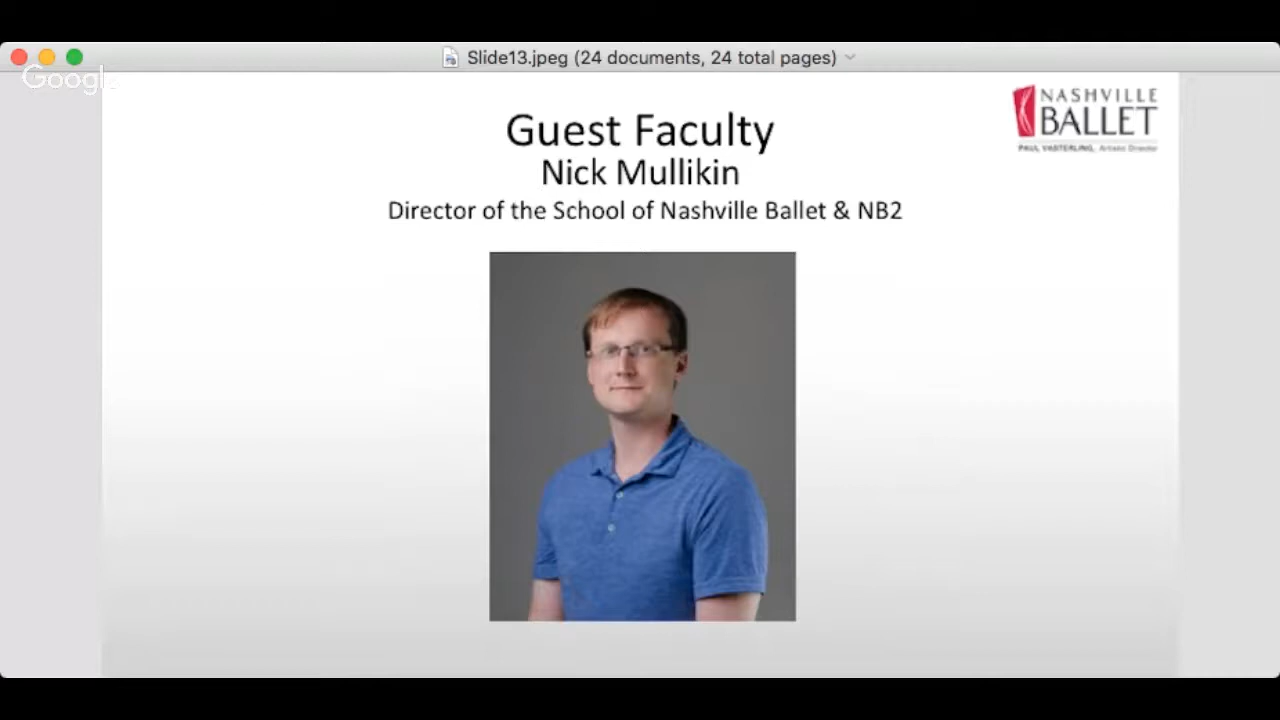 Slide13.jpeg (24 documents, 24 total pages)
Google
Guest Faculty
Nick Mullikin
Director of the School of Nashville Ballet & NB2
NASHVILLE
BALLET
PAUL VASTERLING, Artistic Director